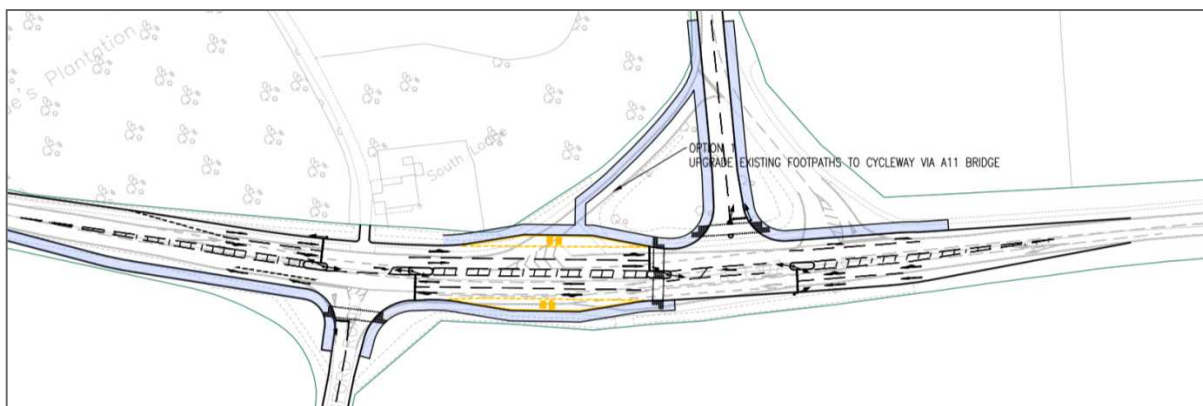 South Lodge
OPTION 1
UPGRADE EXISTING FOOTPATHS TO CYCLEWAY VIA A11 BRIDGE
Plantation